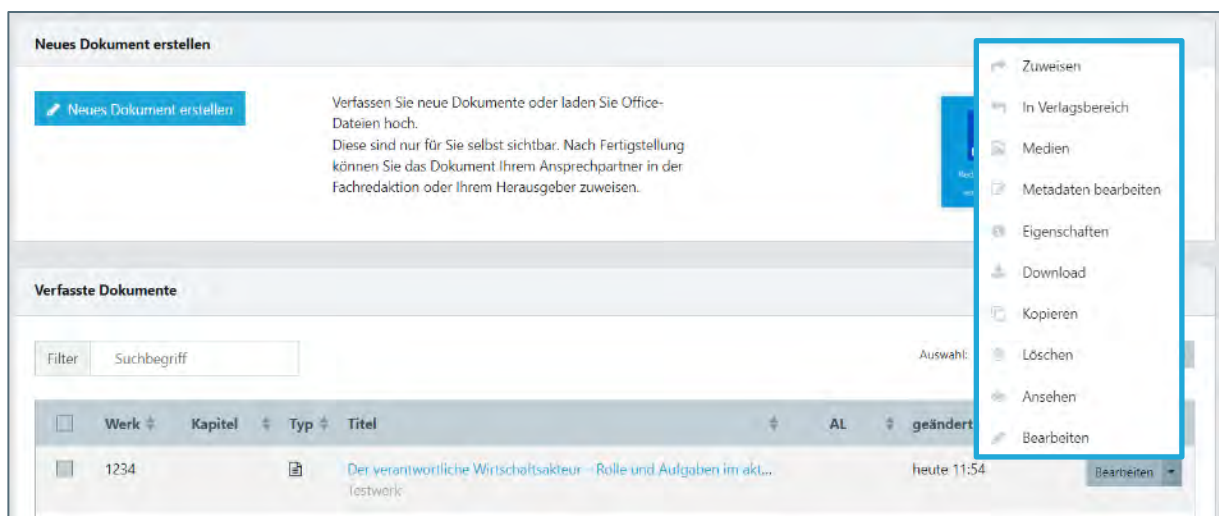 Neues Dokument erstellen
Neues Dokument erstellen
Verfassen Sie neue Dokumente oder laden Sie Office-
Dateien hoch.
Diese sind nur für Sie selbst sichtbar. Nach Fertigstellung
können Sie das Dokument Ihrem Ansprechpartner in der
Fachredaktion oder Ihrem Herausgeber zuweisen.
Zuweisen
In Verlagsbereich
Medien
Metadaten bearbeiten
Eigenschaften
Download
Kopieren
Löschen
Ansehen
Bearbeiten
Verfasste Dokumente
Filter Suchbegriff
Auswahl:
Werk Kapitel Typ Titel AL geändert
1234 Der verantwortliche Wirtschaftsakteur – Rolle und Aufgaben im akt... heute 11:54 Bearbeiten
Testwerk